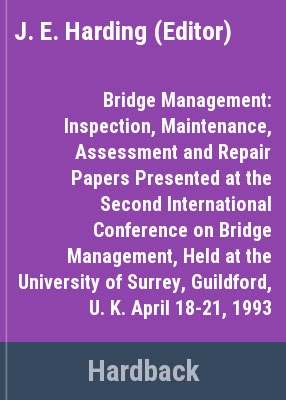 J. E. Harding (Editor)
Bridge Management:
Inspection, Maintenance,
Assessment and Repair
Papers Presented at the
Second International
Conference on Bridge
Management, Held at the
University of Surrey, Guildford,
U. K. April 18-21, 1993
Hardback